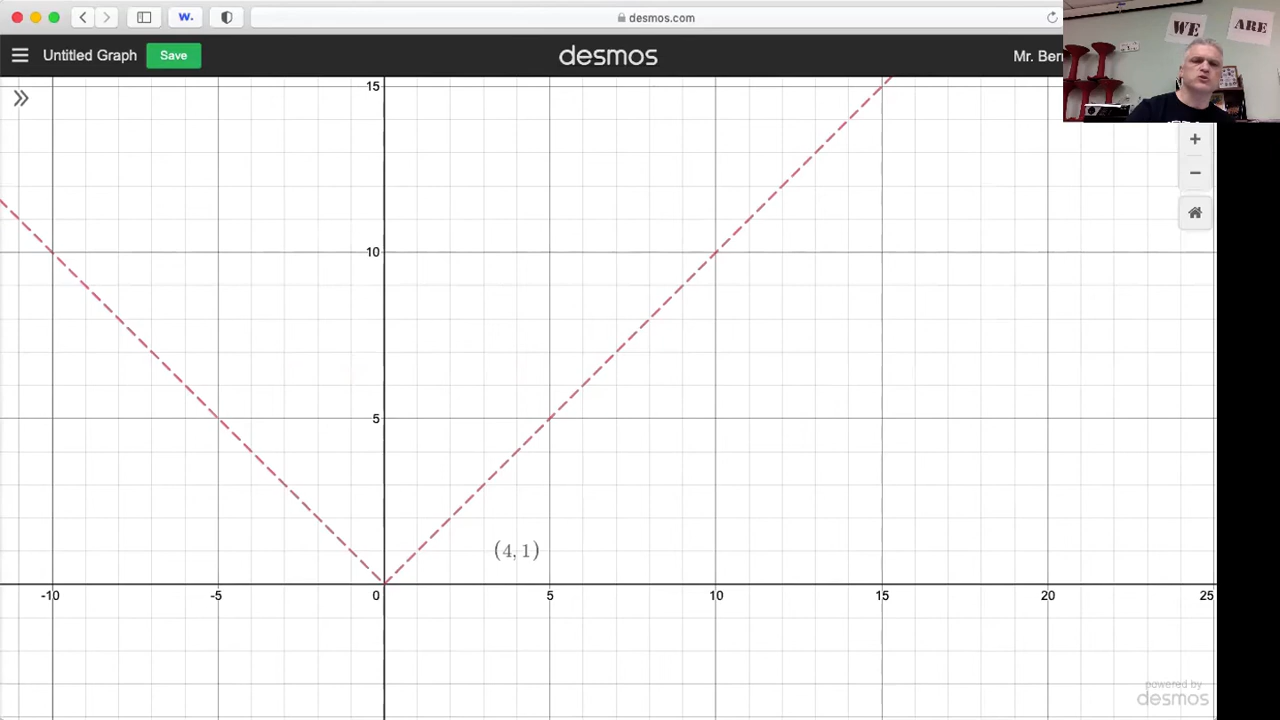 W.
desmos.com
WE
ARE
Untitled Graph
Save
desmos
Mr. Ber
15
10
5
(4, 1)
-10
-5
0
5
10
15
20
25
powered by
desmos